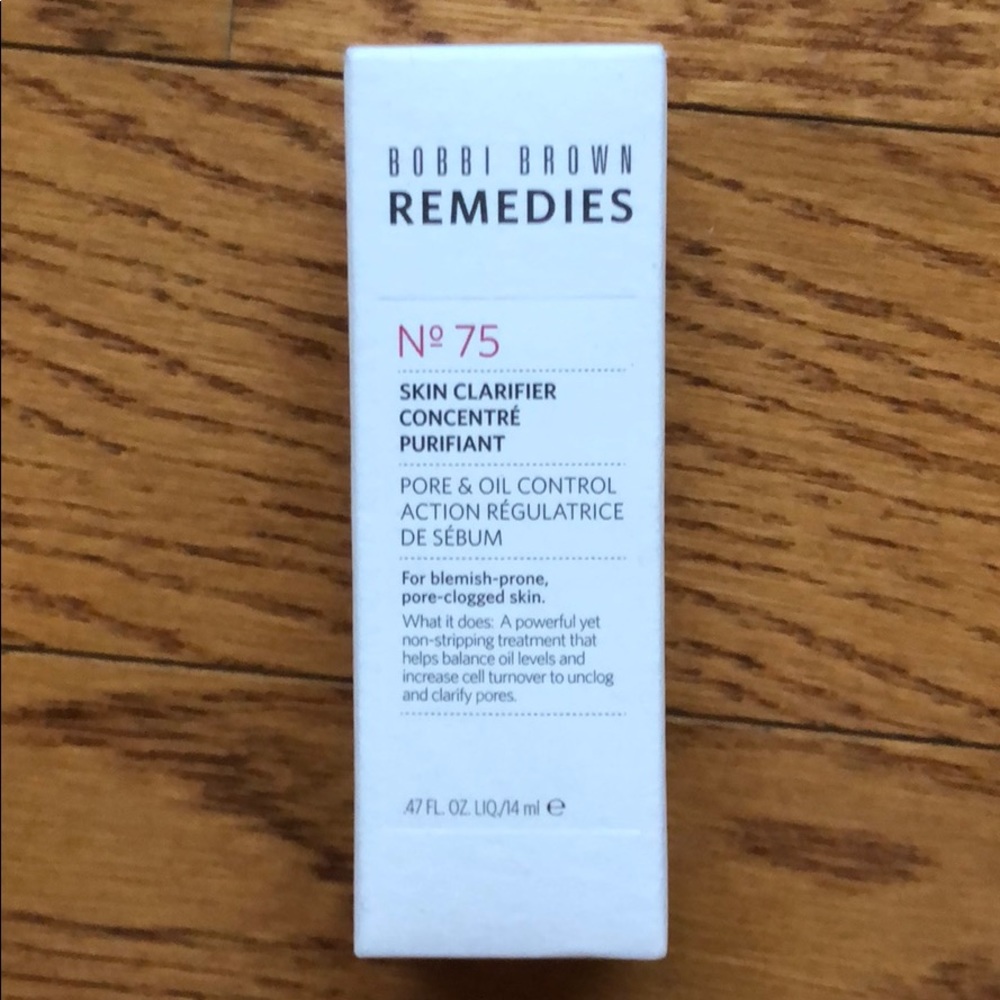 BOBBI BROWN
REMEDIES
Nº 75
SKIN CLARIFIER
CONCENTRÉ
PURIFIANT
PORE & OIL CONTROL
ACTION RÉGULATRICE
DE SÉBUM
For blemish-prone,
pore-clogged skin.
What it does: A powerful yet
non-stripping treatment that
helps balance oil levels and
increase cell turnover to unclog
and clarify pores.
.47 FL. OZ. LIQ./14 ml ℮